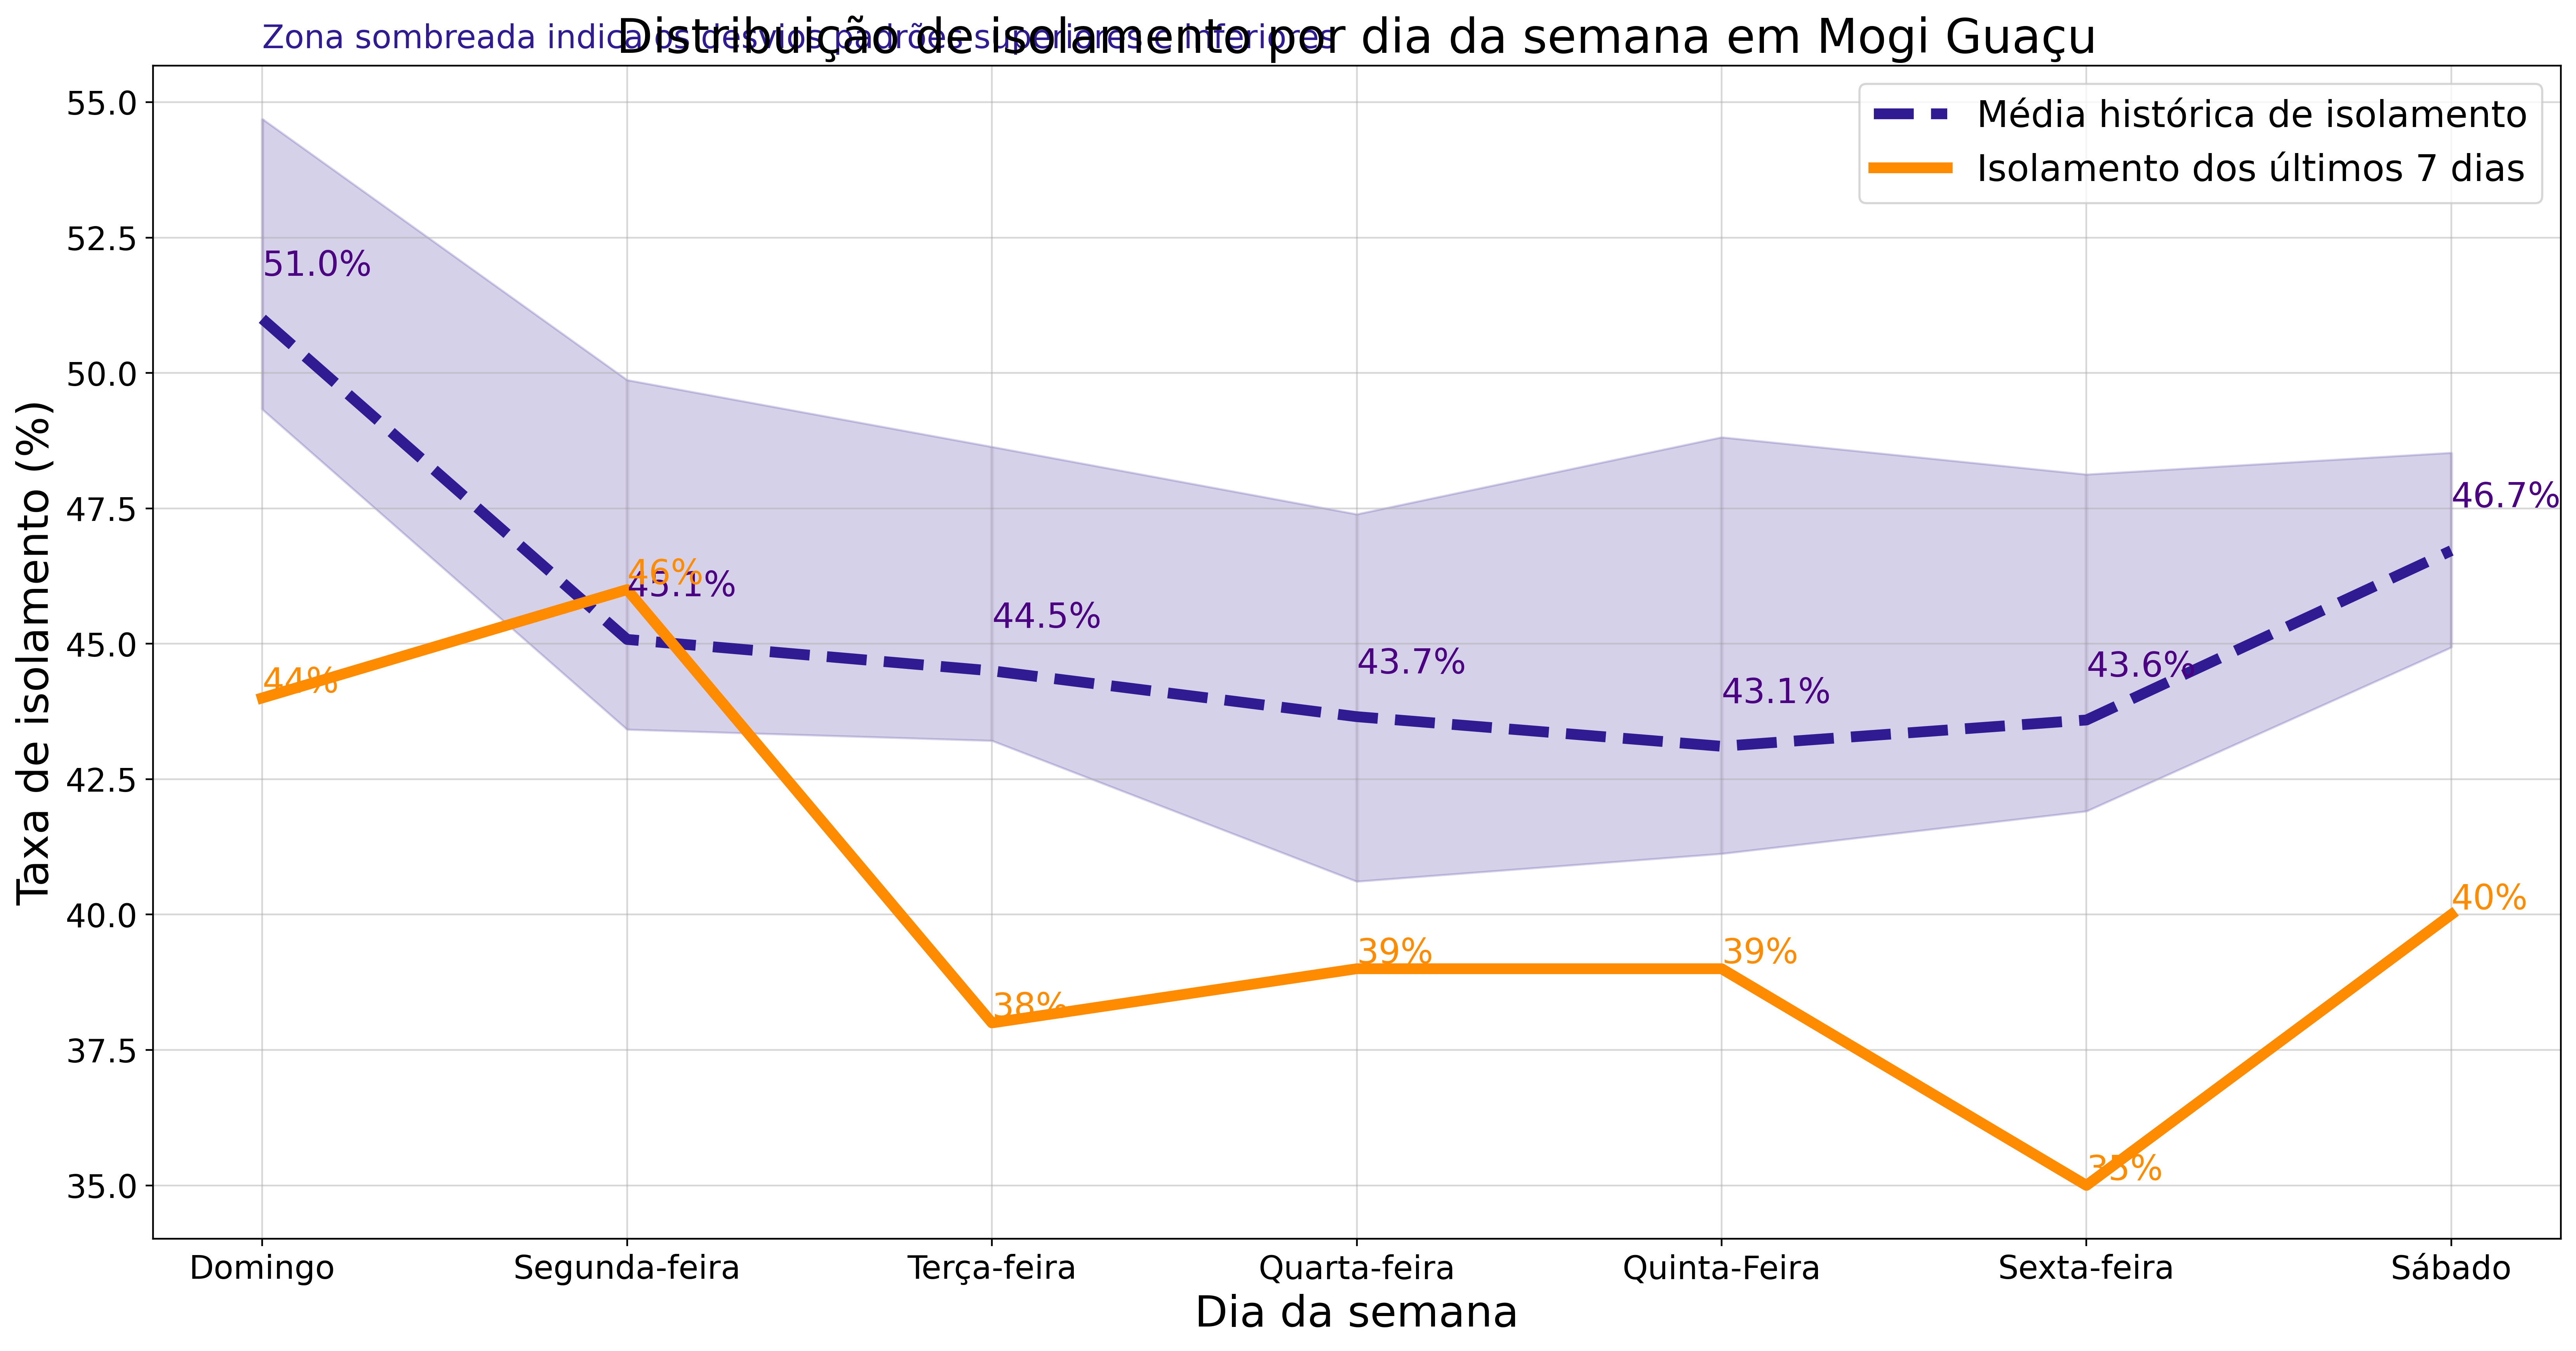 Distribuição de isolamento por dia da semana em Mogi Guaçu
Zona sombreada indica os desvios padrões superiores e inferiores
Média histórica de isolamento
Isolamento dos últimos 7 dias
Taxa de isolamento (%)
55.0
52.5
50.0
47.5
45.0
42.5
40.0
37.5
35.0
51.0%
45.1%
44.5%
43.7%
43.1%
43.6%
46.7%
44%
46%
38%
39%
39%
35%
40%
Domingo
Segunda-feira
Terça-feira
Quarta-feira
Quinta-Feira
Sexta-feira
Sábado
Dia da semana